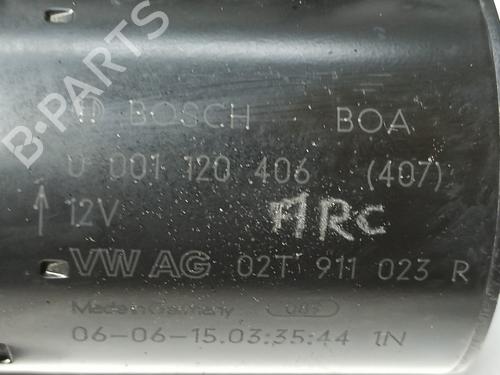 B-PARTS
BOSCH BOA
0 001 120 406 (407)
12V
ARC
VW AG 02T 911 023 R
Made in Germany
06-06-15.03:35:44 1N